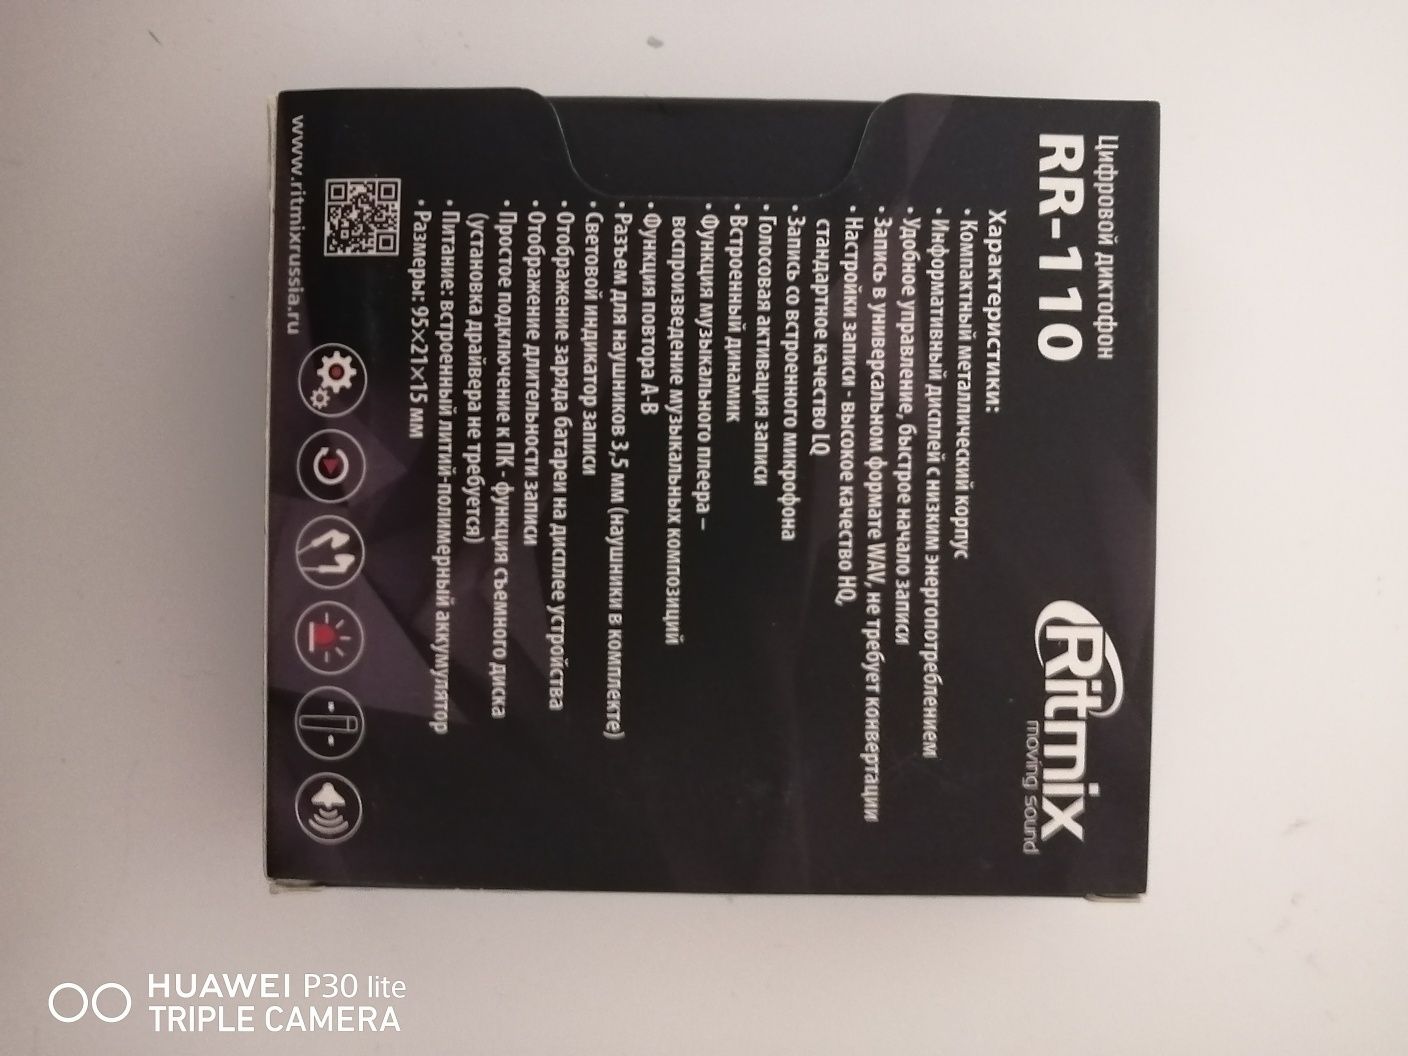 Цифровой диктофон
RR-110
Ritmix
moving sound
Характеристики:
• Компактный металлический корпус
• Информативный дисплей с низким энергопотреблением
• Удобное управление, быстрое начало записи
• Запись в универсальном формате WAV, не требует конвертации
• Настройки записи - высокое качество HQ,
стандартное качество LQ
• Запись со встроенного микрофона
• Голосовая активация записи
• Встроенный динамик
• Функция музыкального плеера –
воспроизведение музыкальных композиций
• Функция повтора A-B
• Разъем для наушников 3,5 мм (наушники в комплекте)
• Световой индикатор записи
• Отображение заряда батареи на дисплее устройства
• Отображение длительности записи
• Простое подключение к ПК - функция съемного диска
(установка драйвера не требуется)
• Питание: встроенный литий-полимерный аккумулятор
• Размеры: 95×21×15 мм
www.ritmixrussia.ru
HUAWEI P30 lite
TRIPLE CAMERA